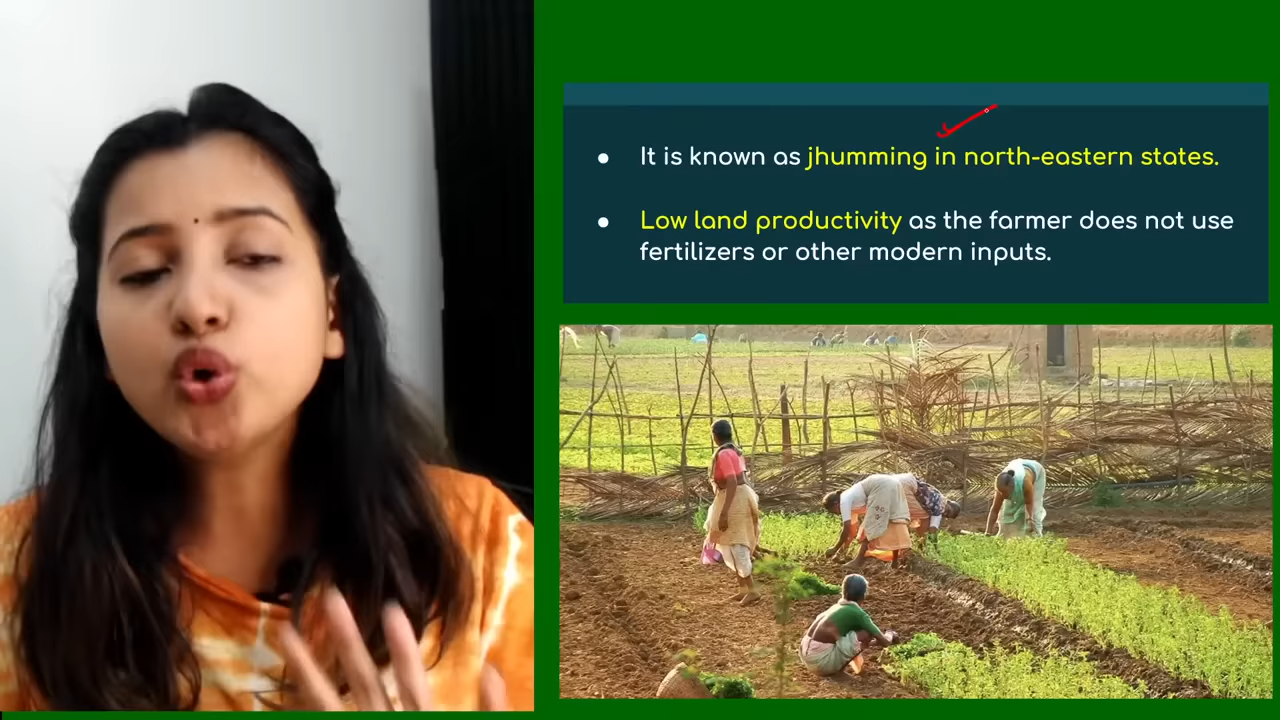 It is known as jhumming in north-eastern states.
Low land productivity as the farmer does not use
fertilizers or other modern inputs.